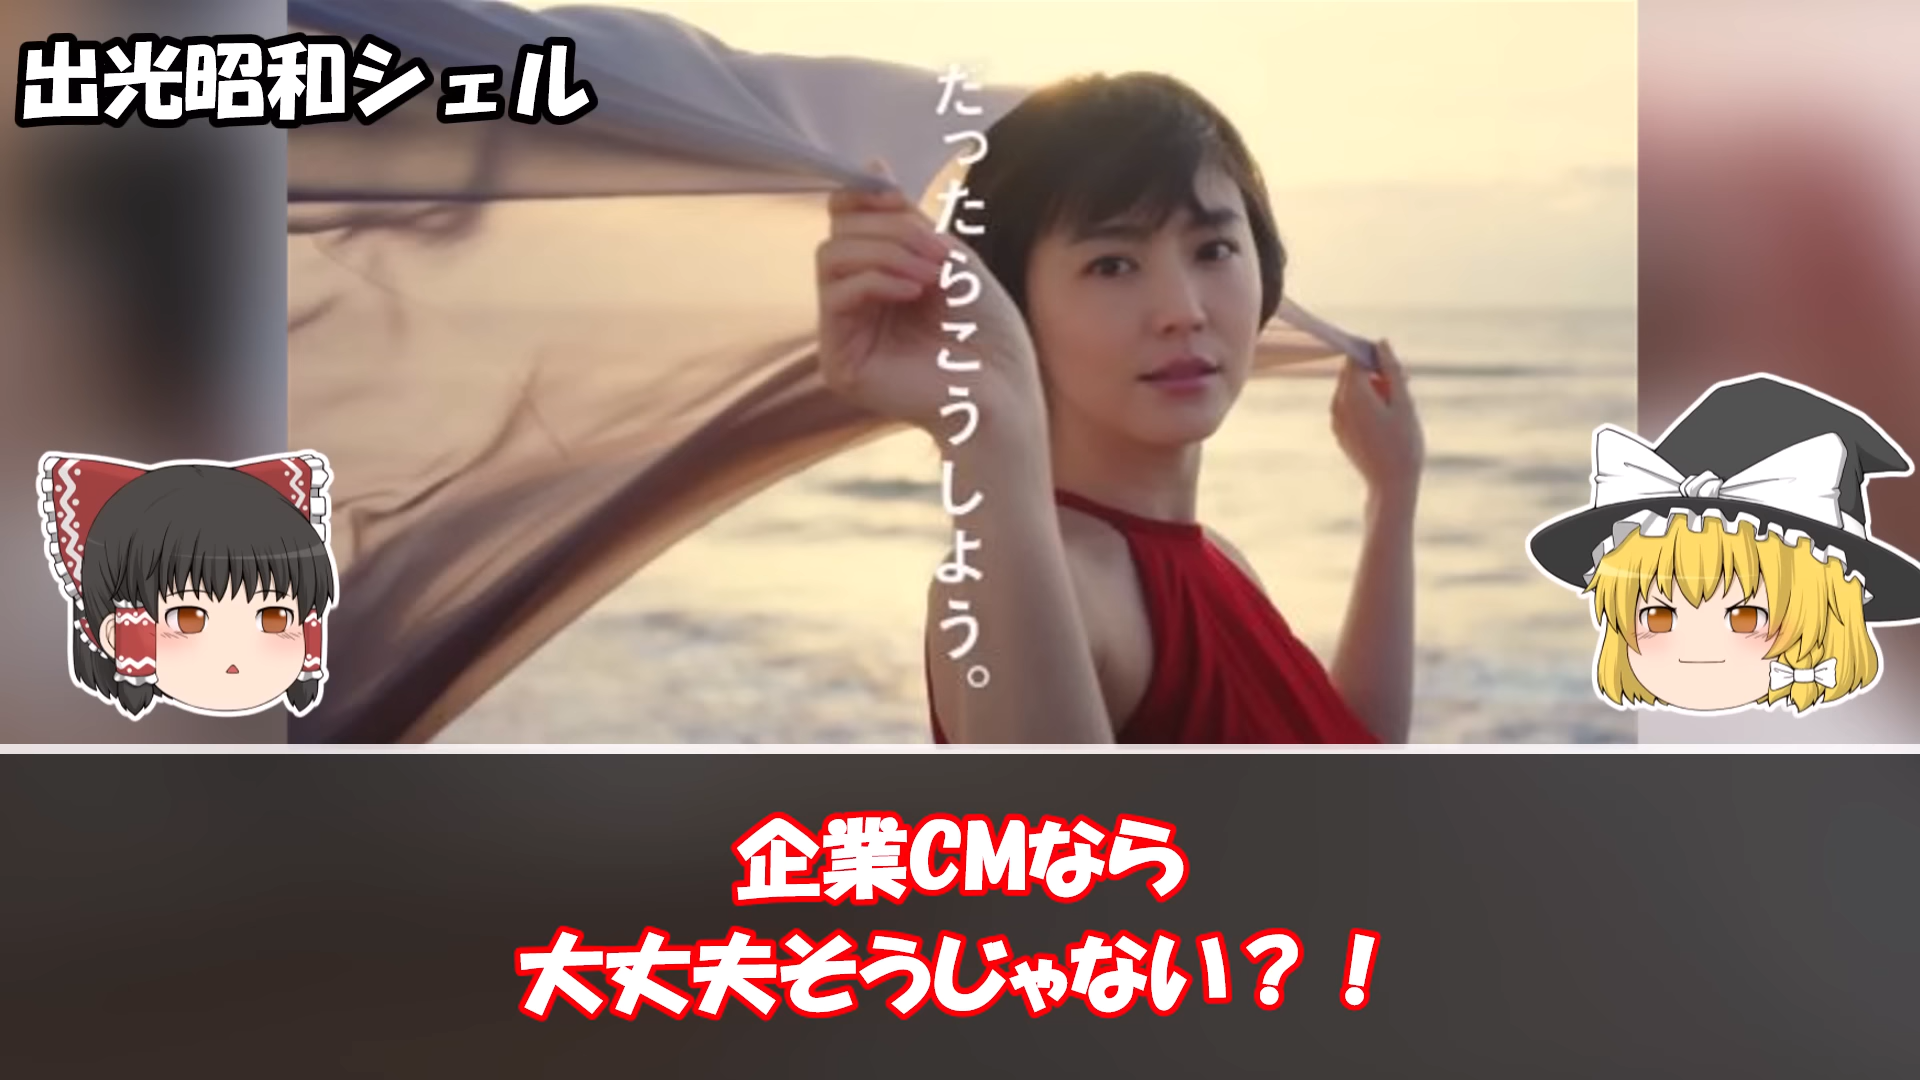 出光昭和シェル
だったらこうしよう。
企業CMなら
大丈夫そうじゃない？！